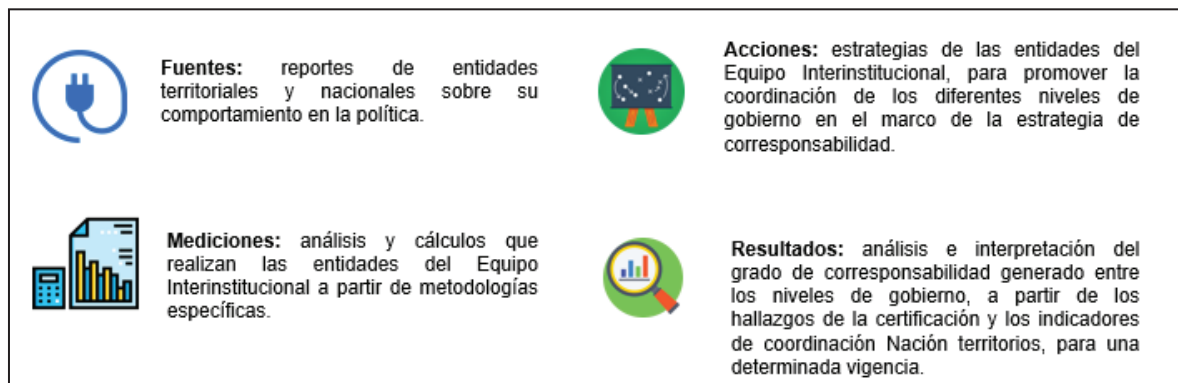 Fuentes: reportes de entidades
territoriales y nacionales sobre su
comportamiento en la política.
Acciones: estrategias de las entidades del
Equipo Interinstitucional, para promover la
coordinación de los diferentes niveles de
gobierno en el marco de la estrategia de
corresponsabilidad.
Mediciones: análisis y cálculos que
realizan las entidades del Equipo
Interinstitucional a partir de metodologías
específicas.
Resultados: análisis e interpretación del
grado de corresponsabilidad generado entre
los niveles de gobierno, a partir de los
hallazgos de la certificación y los indicadores
de coordinación Nación territorios, para una
determinada vigencia.